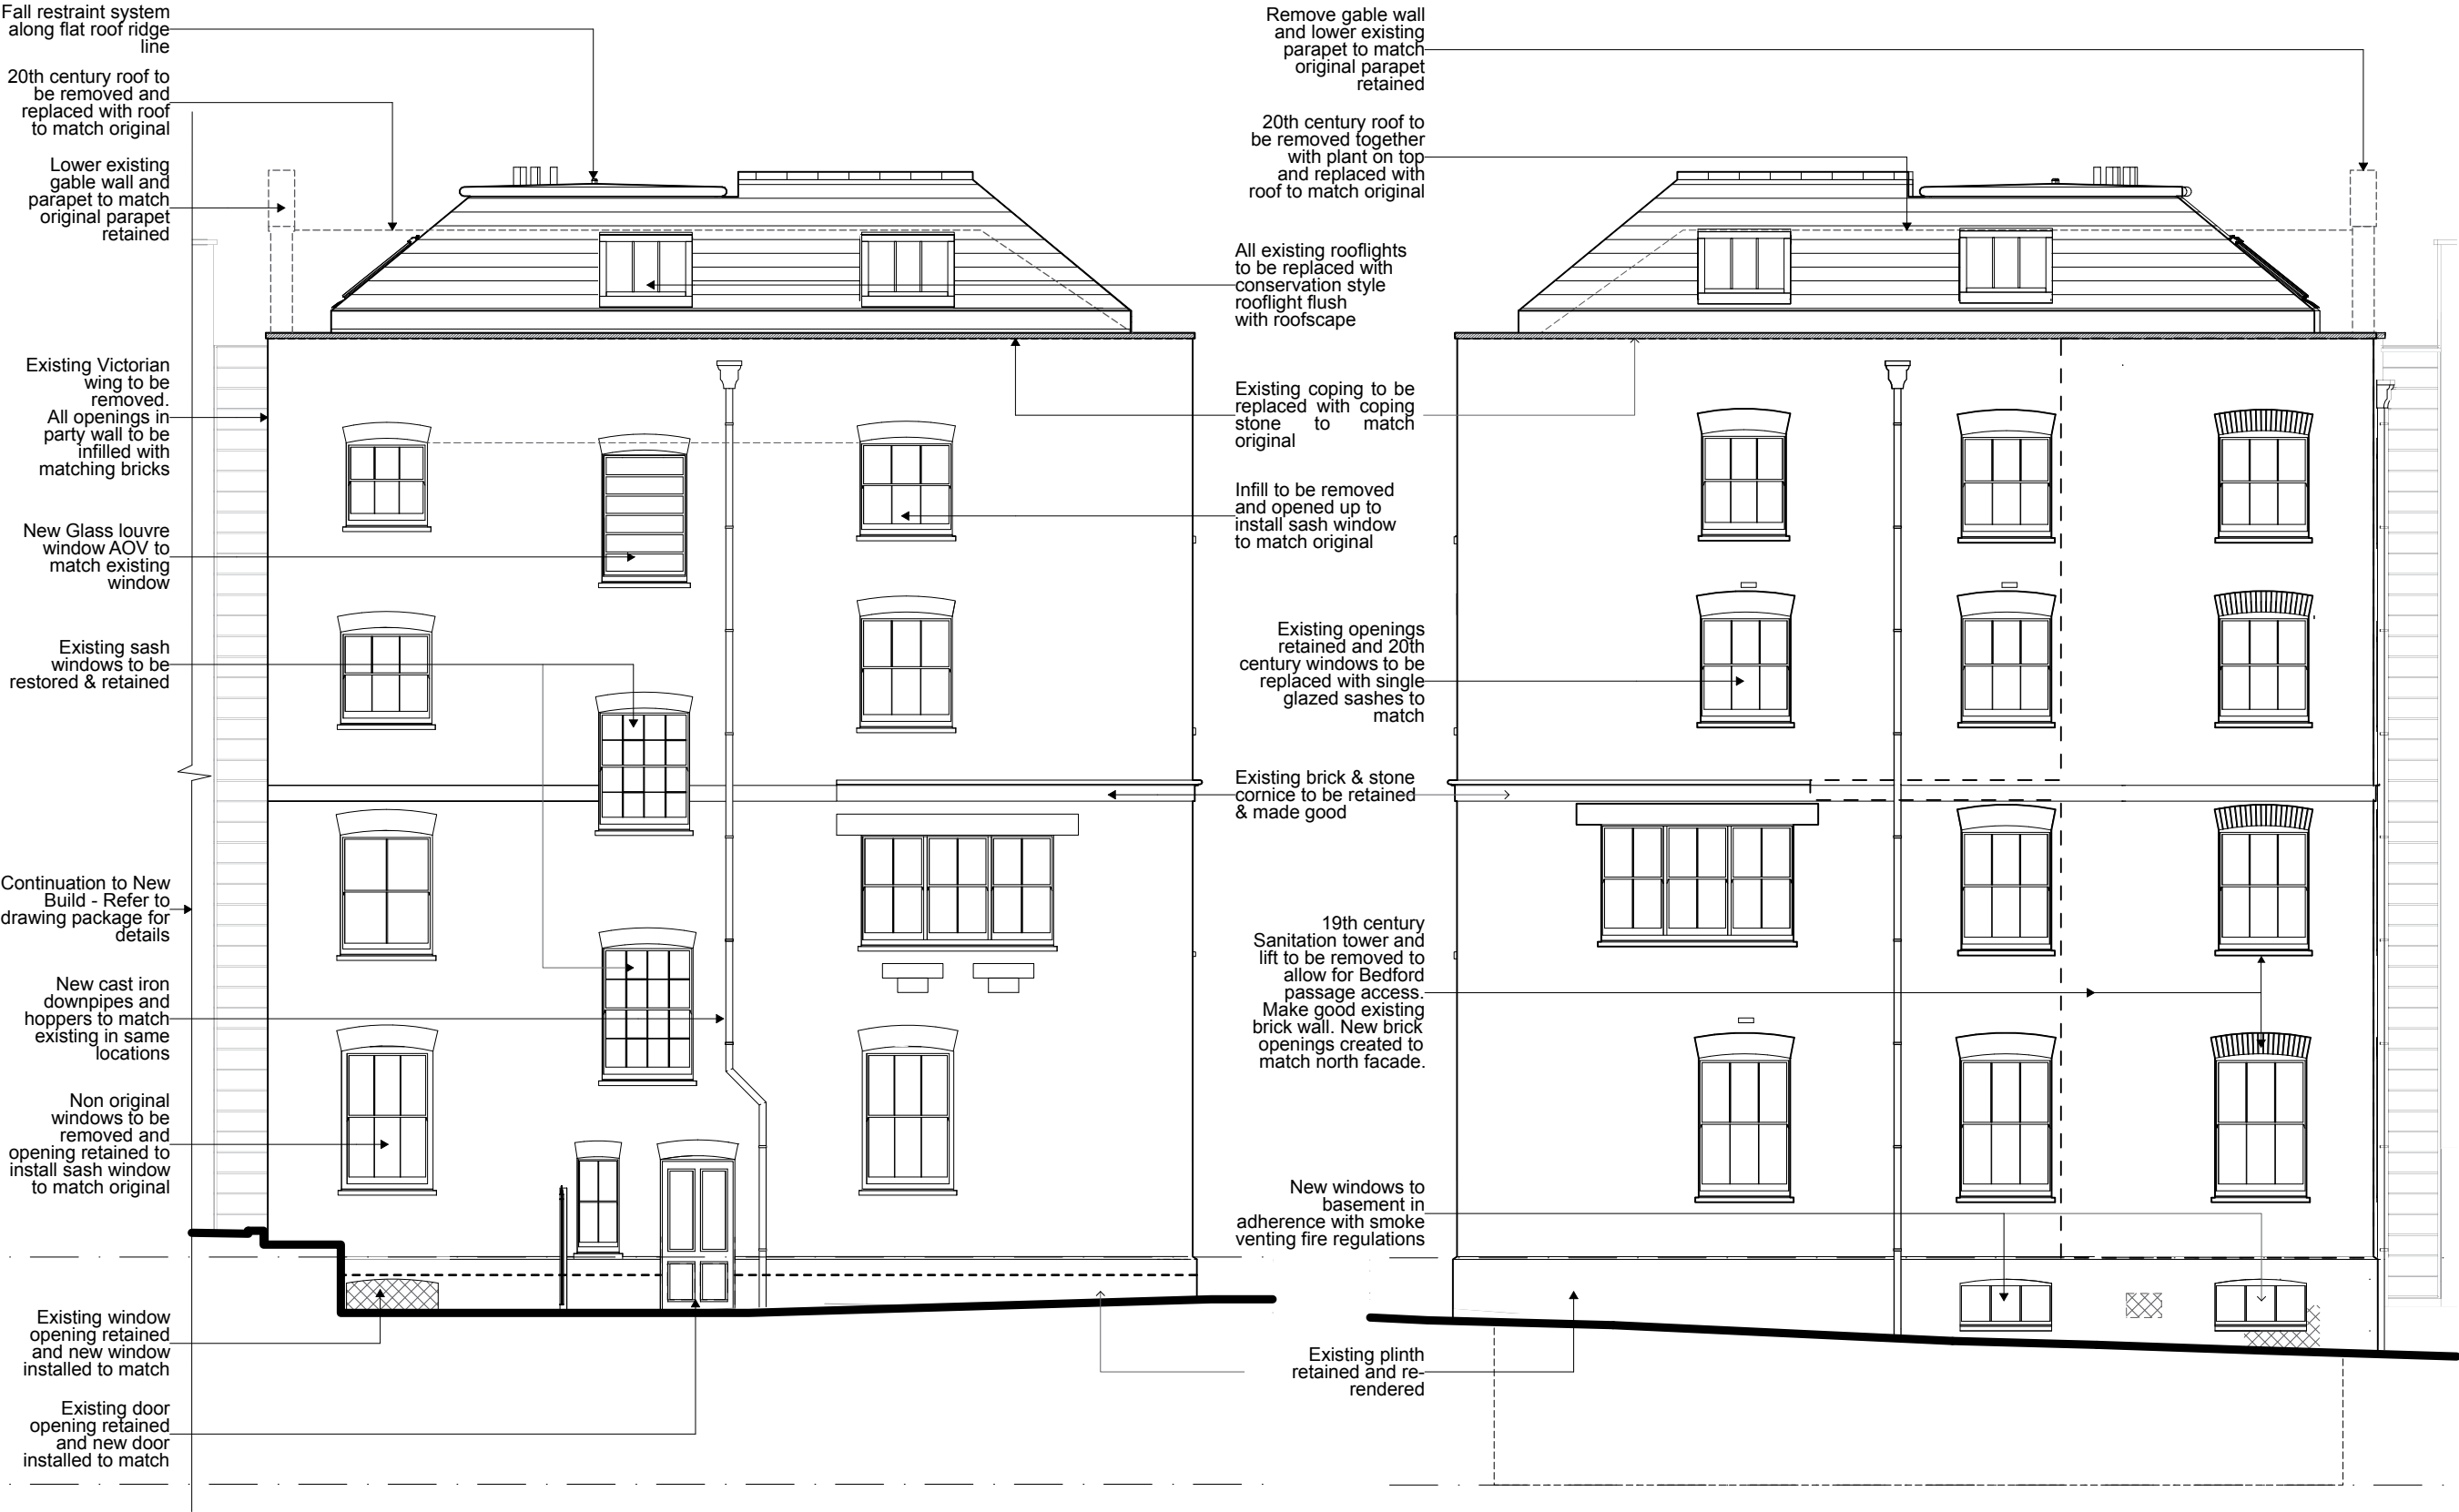 Fall restraint system
along flat roof ridge
line
20th century roof to
be removed and
replaced with roof
to match original
Lower existing
gable wall and
parapet to match
original parapet
retained
Existing Victorian
wing to be
removed.
All openings in
party wall to be
infilled with
matching bricks
New Glass louvre
window AOV to
match existing
window
Existing sash
windows to be
restored & retained
Continuation to New
Build - Refer to
drawing package for
details
New cast iron
downpipes and
hoppers to match
existing in same
locations
Non original
windows to be
removed and
opening retained to
install sash window
to match original
Existing window
opening retained
and new window
installed to match
Existing door
opening retained
and new door
installed to match
Remove gable wall
and lower existing
parapet to match
original parapet
retained
20th century roof to
be removed together
with plant on top
and replaced with
roof to match original
All existing rooflights
to be replaced with
conservation style
rooflight flush
with roofscape
Existing coping to be
replaced with coping
stone to match
original
Infill to be removed
and opened up to
install sash window
to match original
Existing openings
retained and 20th
century windows to be
replaced with single
glazed sashes to
match
Existing brick & stone
cornice to be retained
& made good
19th century
Sanitation tower and
lift to be removed to
allow for Bedford
passage access.
Make good existing
brick wall. New brick
openings created to
match north facade.
New windows to
basement in
adherence with smoke
venting fire regulations
Existing plinth
retained and re-
rendered